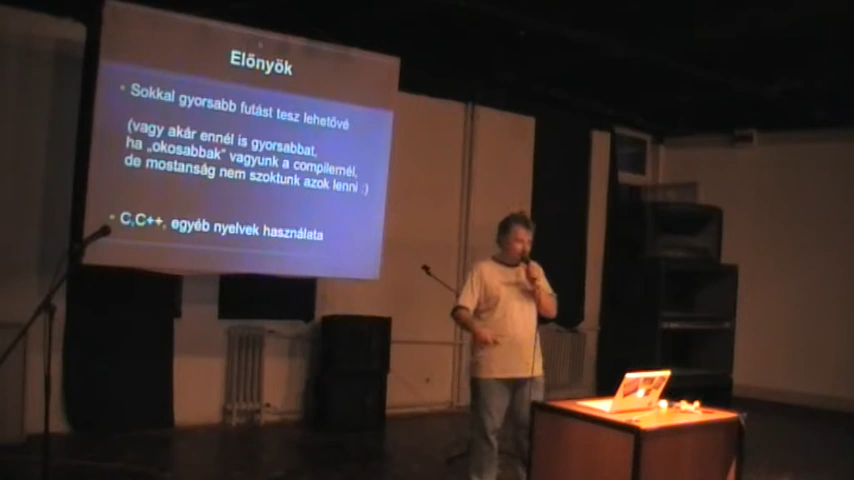 Előnyök
• Sokkal gyorsabb futást tesz lehetővé
(vagy akár ennél is gyorsabbat,
ha „okosabbak" vagyunk a compilernél,
de mostanság nem szoktunk azok lenni :)
• C,C++, egyéb nyelvek használata